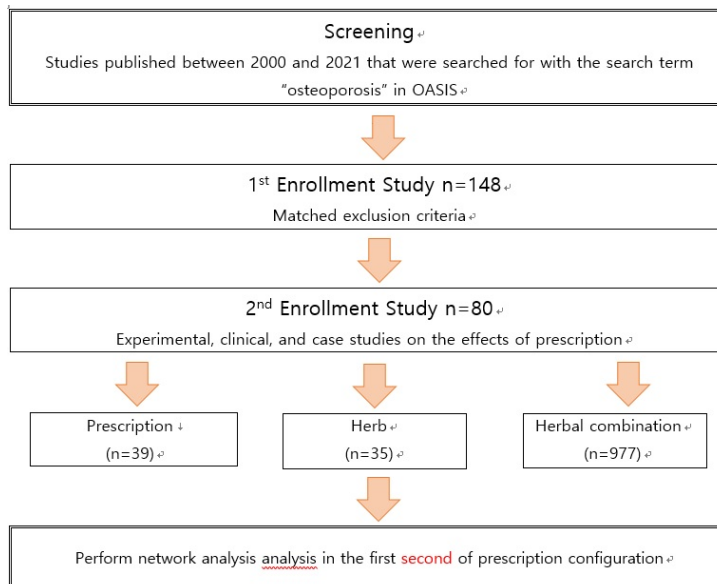 Screening
Studies published between 2000 and 2021 that were searched for with the search term
“osteoporosis” in OASIS
1st Enrollment Study n=148
Matched exclusion criteria
2nd Enrollment Study n=80
Experimental, clinical, and case studies on the effects of prescription
Prescription
(n=39)
Herb
(n=35)
Herbal combination
(n=977)
Perform network analysis analysis in the first second of prescription configuration